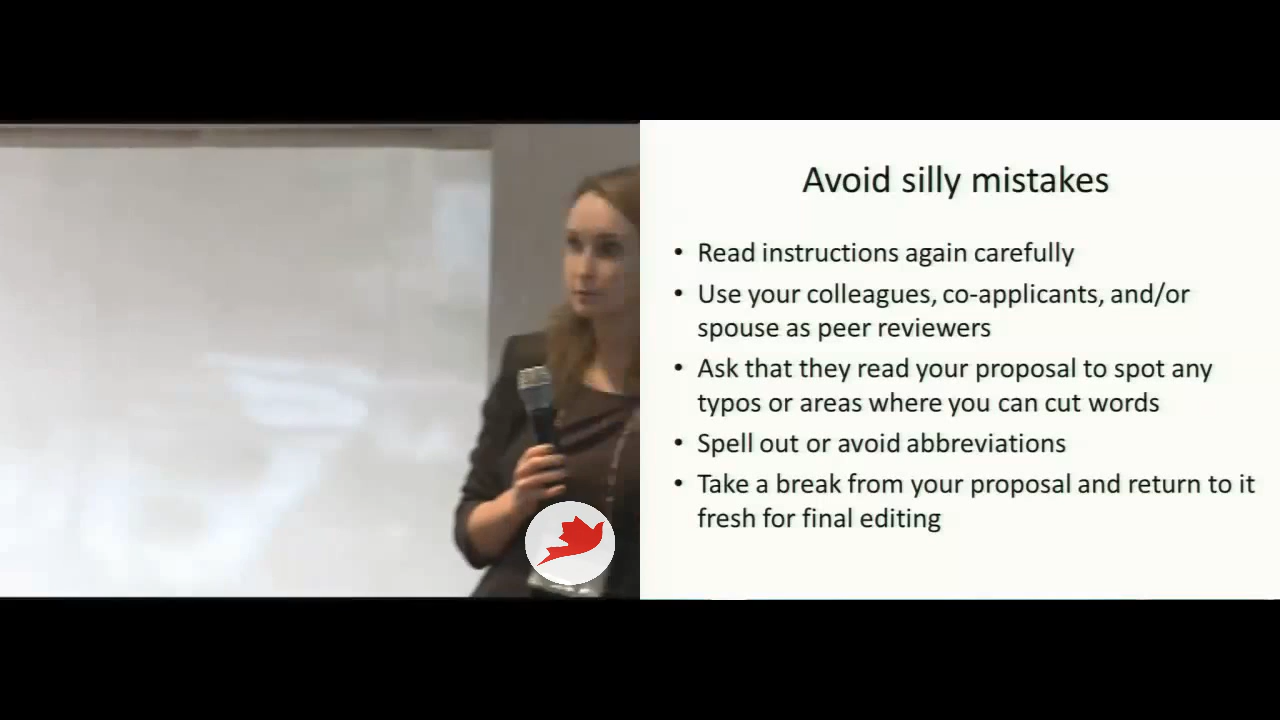 Avoid silly mistakes
• Read instructions again carefully
• Use your colleagues, co-applicants, and/or
spouse as peer reviewers
• Ask that they read your proposal to spot any
typos or areas where you can cut words
• Spell out or avoid abbreviations
• Take a break from your proposal and return to it
fresh for final editing